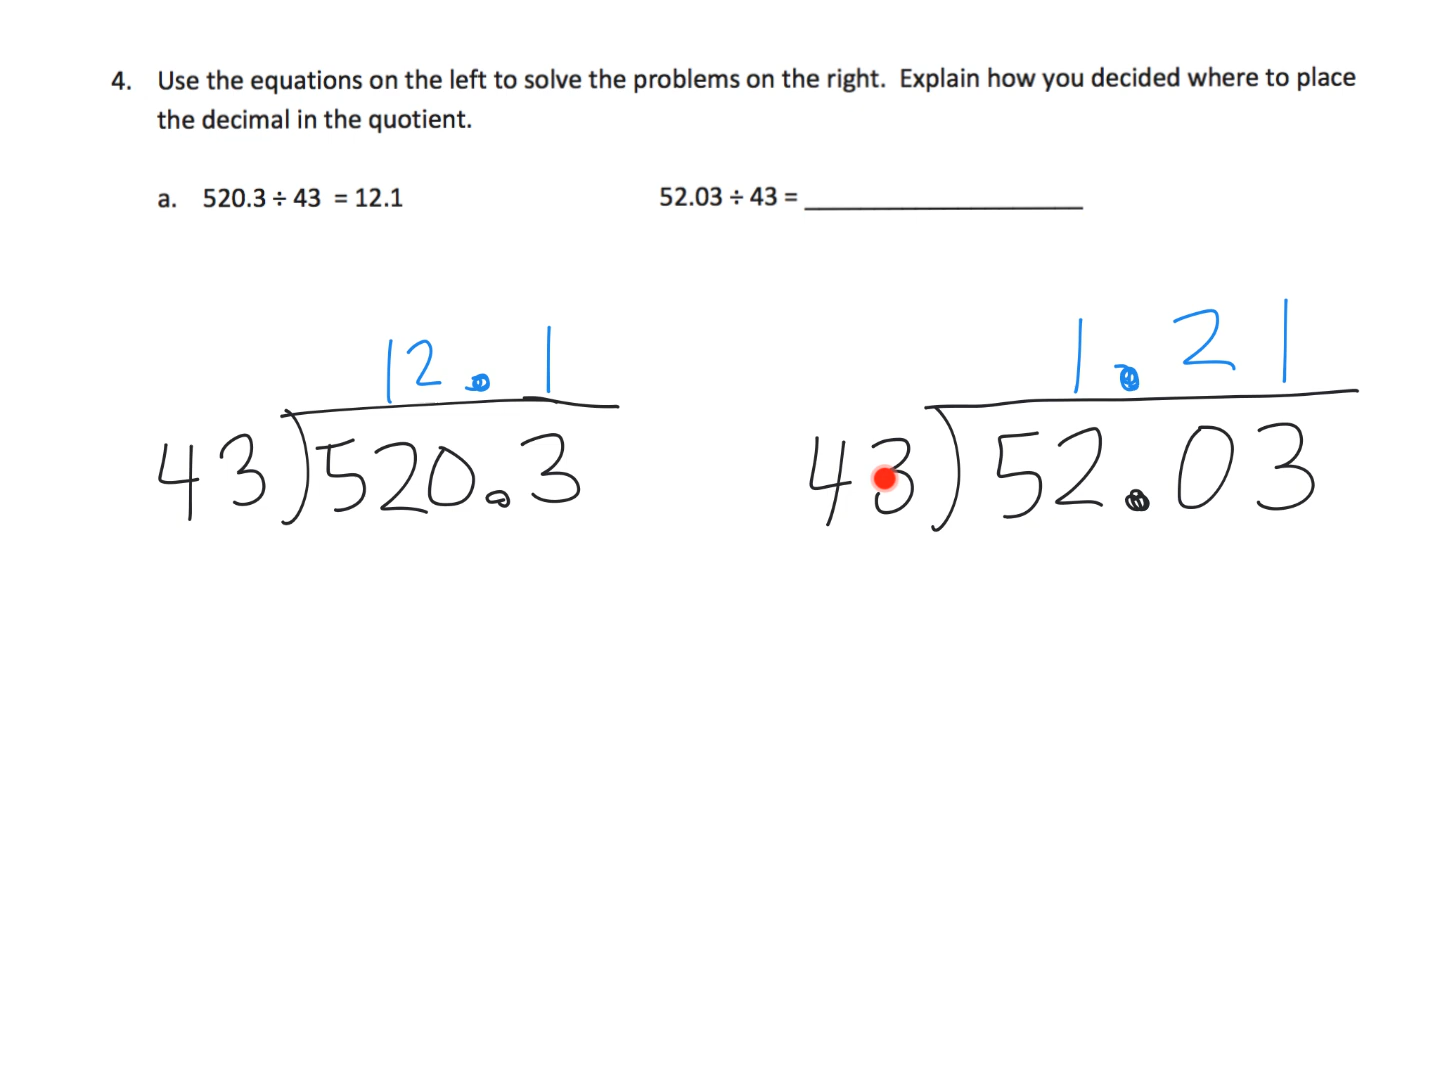 4. Use the equations on the left to solve the problems on the right. Explain how you decided where to place
the decimal in the quotient.
a. 520.3 ÷ 43 = 12.1 52.03 ÷ 43 = ____________________
12.1 1.21
43)520.3 43)52.03